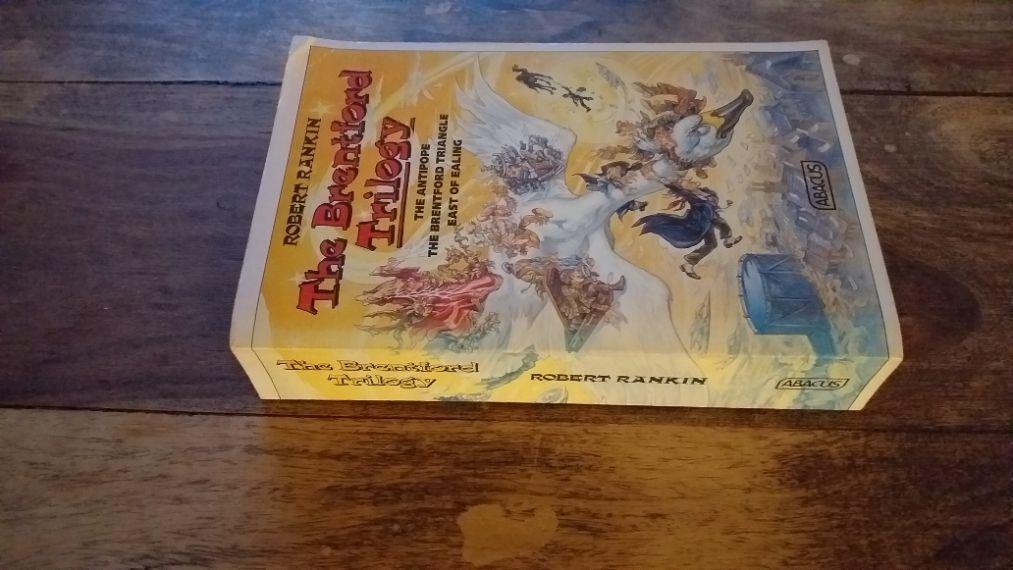 ROBERT RANKIN
The Brentford
Trilogy
THE ANTIPOPE
THE BRENTFORD TRIANGLE
EAST OF EALING
ABACUS
The Brentford
Trilogy
ROBERT RANKIN
ABACUS